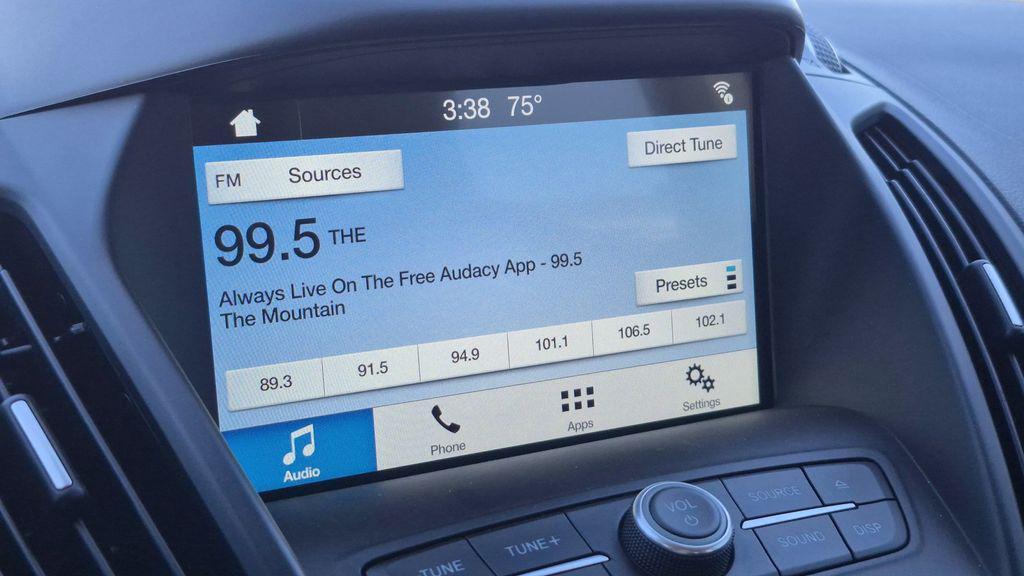 3:38 75°
FM Sources
Direct Tune
99.5 THE
Always Live On The Free Audacy App - 99.5
The Mountain
Presets
89.3 91.5 94.9 101.1 106.5 102.1
Audio Phone Apps Settings
VOL
SOURCE
TUNE TUNE+
SOUND DISP